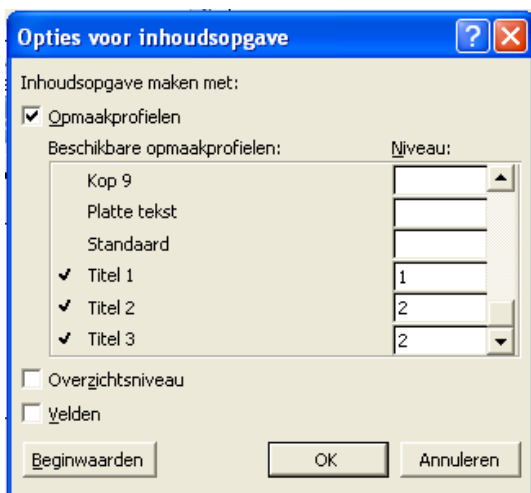 Opties voor inhoudsopgave
Inhoudsopgave maken met:
Opmaakprofielen
Beschikbare opmaakprofielen: Niveau:
Kop 9
Platte tekst
Standaard
Titel 1 1
Titel 2 2
Titel 3 2
Overzichtsniveau
Velden
Beginwaarden OK Annuleren